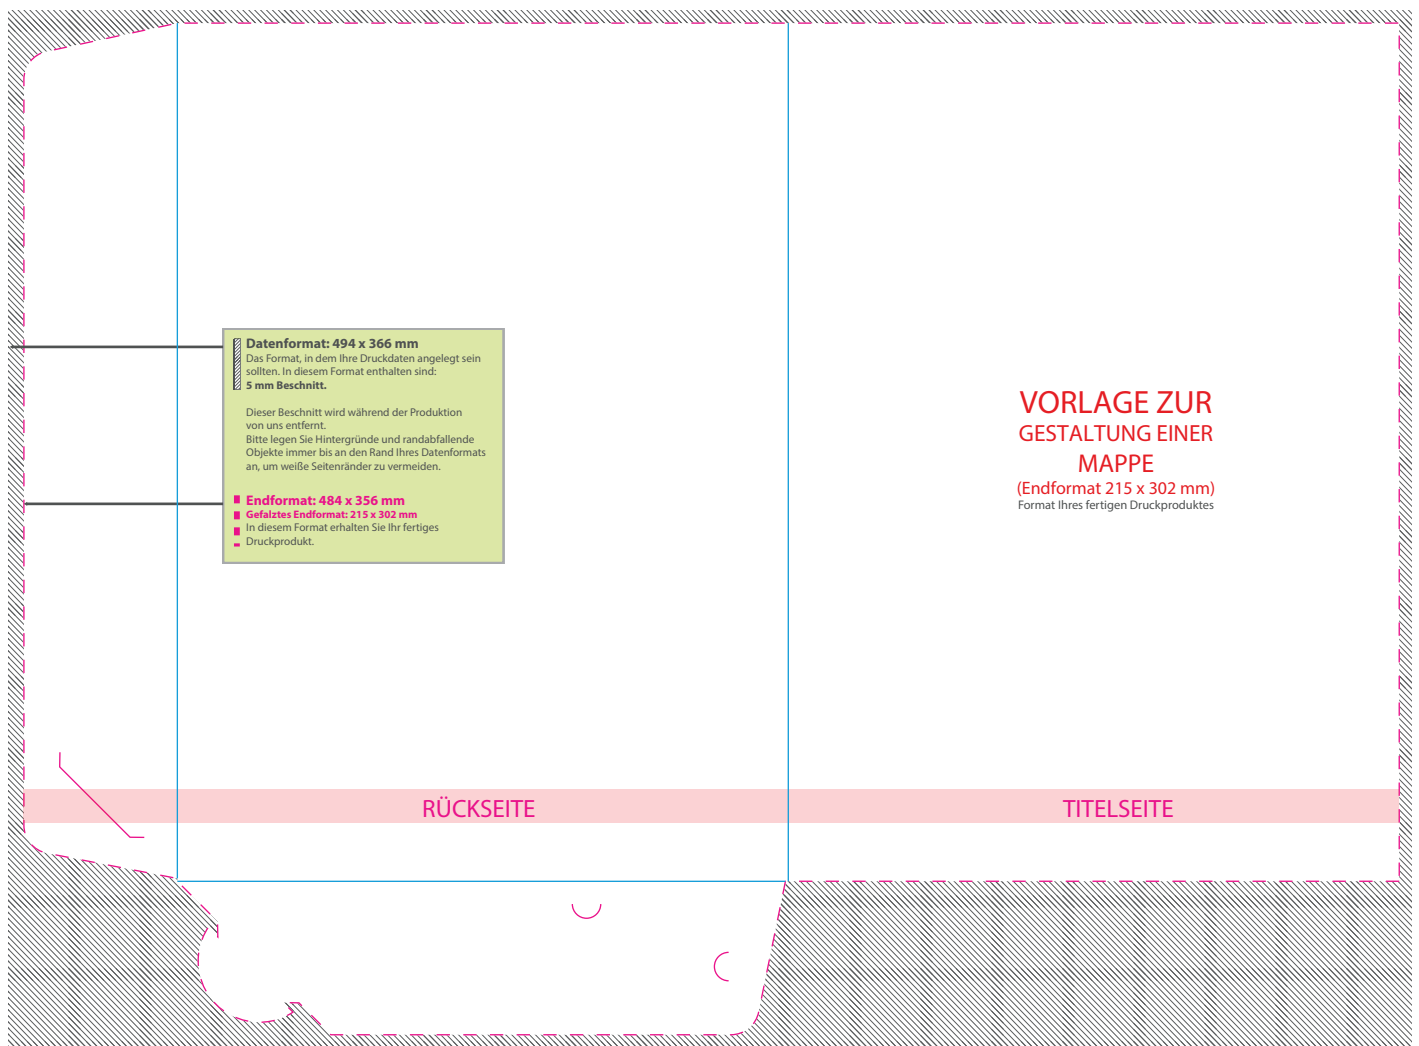 Datenformat: 494 x 366 mm
Das Format, in dem Ihre Druckdaten angelegt sein
sollten. In diesem Format enthalten sind:
5 mm Beschnitt.
Dieser Beschnitt wird während der Produktion
von uns entfernt.
Bitte legen Sie Hintergründe und randabfallende
Objekte immer bis an den Rand Ihres Datenformats
an, um weiße Seitenränder zu vermeiden.
Endformat: 484 x 356 mm
Gefalztes Endformat: 215 x 302 mm
In diesem Format erhalten Sie Ihr fertiges
Druckprodukt.
VORLAGE ZUR
GESTALTUNG EINER
MAPPE
(Endformat 215 x 302 mm)
Format Ihres fertigen Druckproduktes
RÜCKSEITE
TITELSEITE